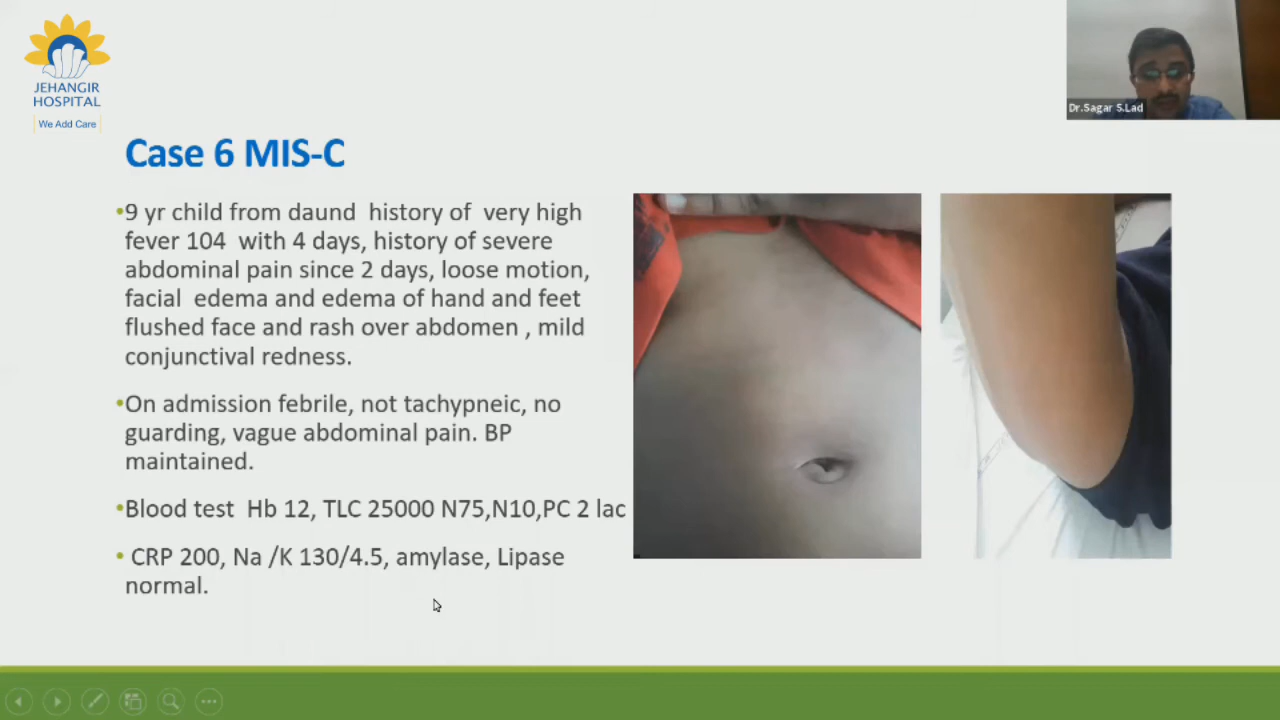 JEHANGIR
HOSPITAL
We Add Care
Dr.Sagar S.Lad
Case 6 MIS-C
•9 yr child from daund history of very high
fever 104 with 4 days, history of severe
abdominal pain since 2 days, loose motion,
facial edema and edema of hand and feet
flushed face and rash over abdomen , mild
conjunctival redness.
•On admission febrile, not tachypneic, no
guarding, vague abdominal pain. BP
maintained.
•Blood test Hb 12, TLC 25000 N75,N10,PC 2 lac
• CRP 200, Na /K 130/4.5, amylase, Lipase
normal.